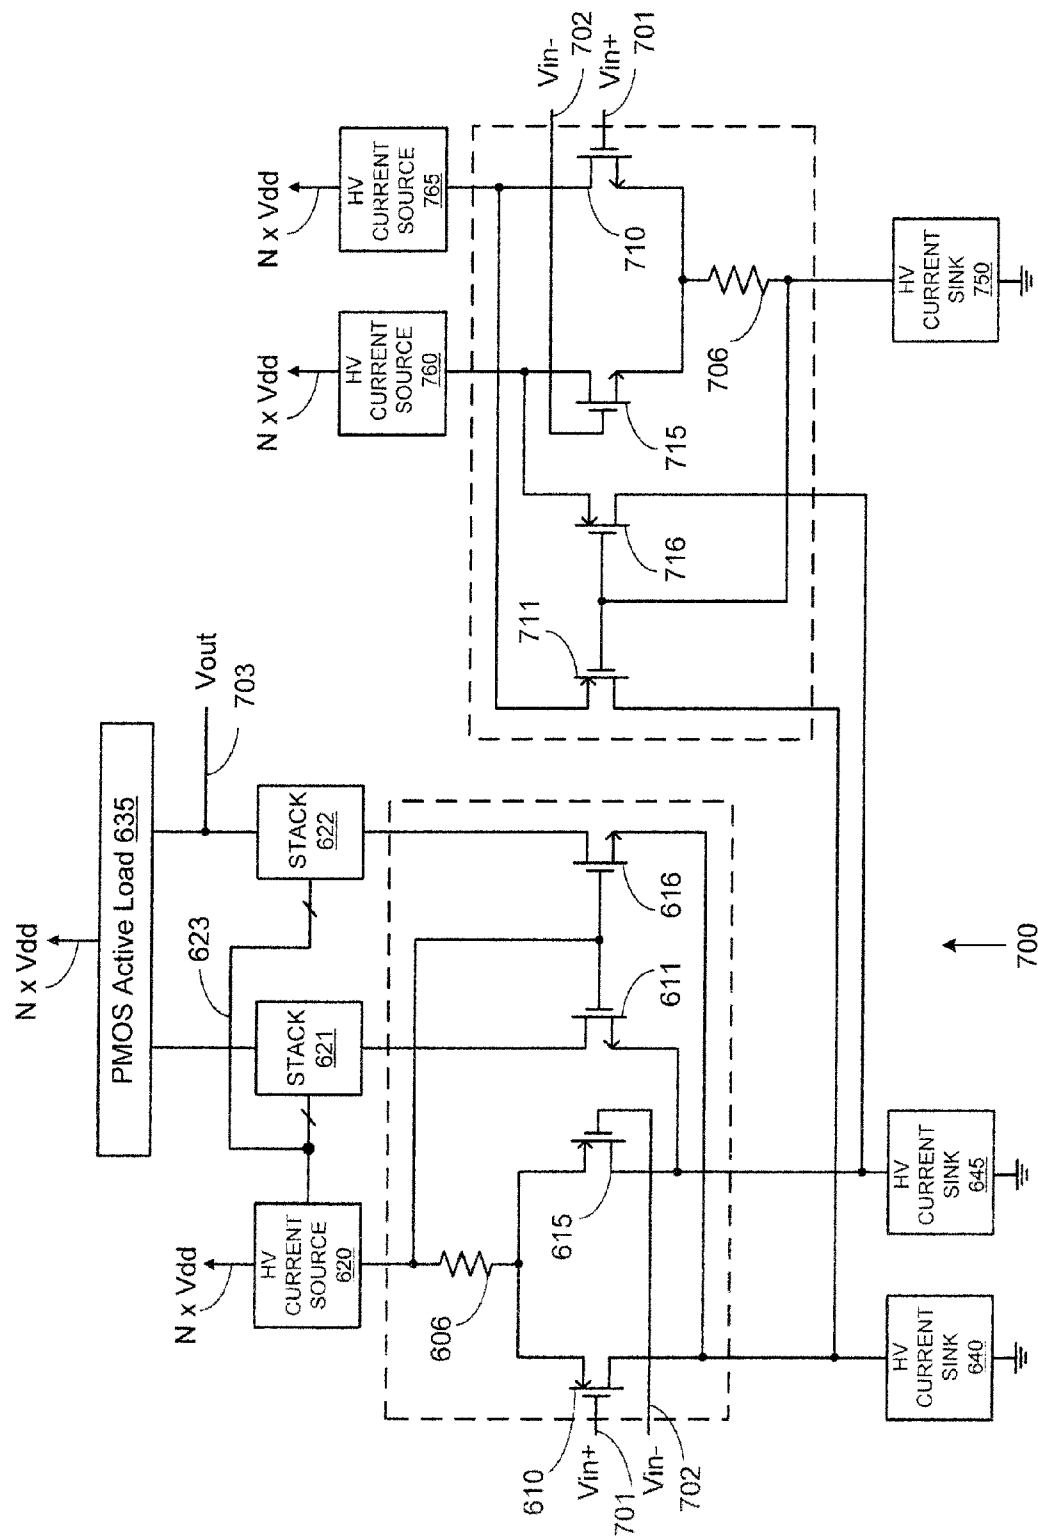 N x Vdd
PMOS Active Load 635
Vout
703
623
STACK
621
STACK
622
N x Vdd
HV
CURRENT
SOURCE
620
N x Vdd
HV
CURRENT
SOURCE
760
N x Vdd
HV
CURRENT
SOURCE
765
Vin-
702
Vin+
701
606
610
Vin+
701
Vin-
702
615
611
616
711
716
715
710
706
HV
CURRENT
SINK
640
HV
CURRENT
SINK
645
HV
CURRENT
SINK
750
700